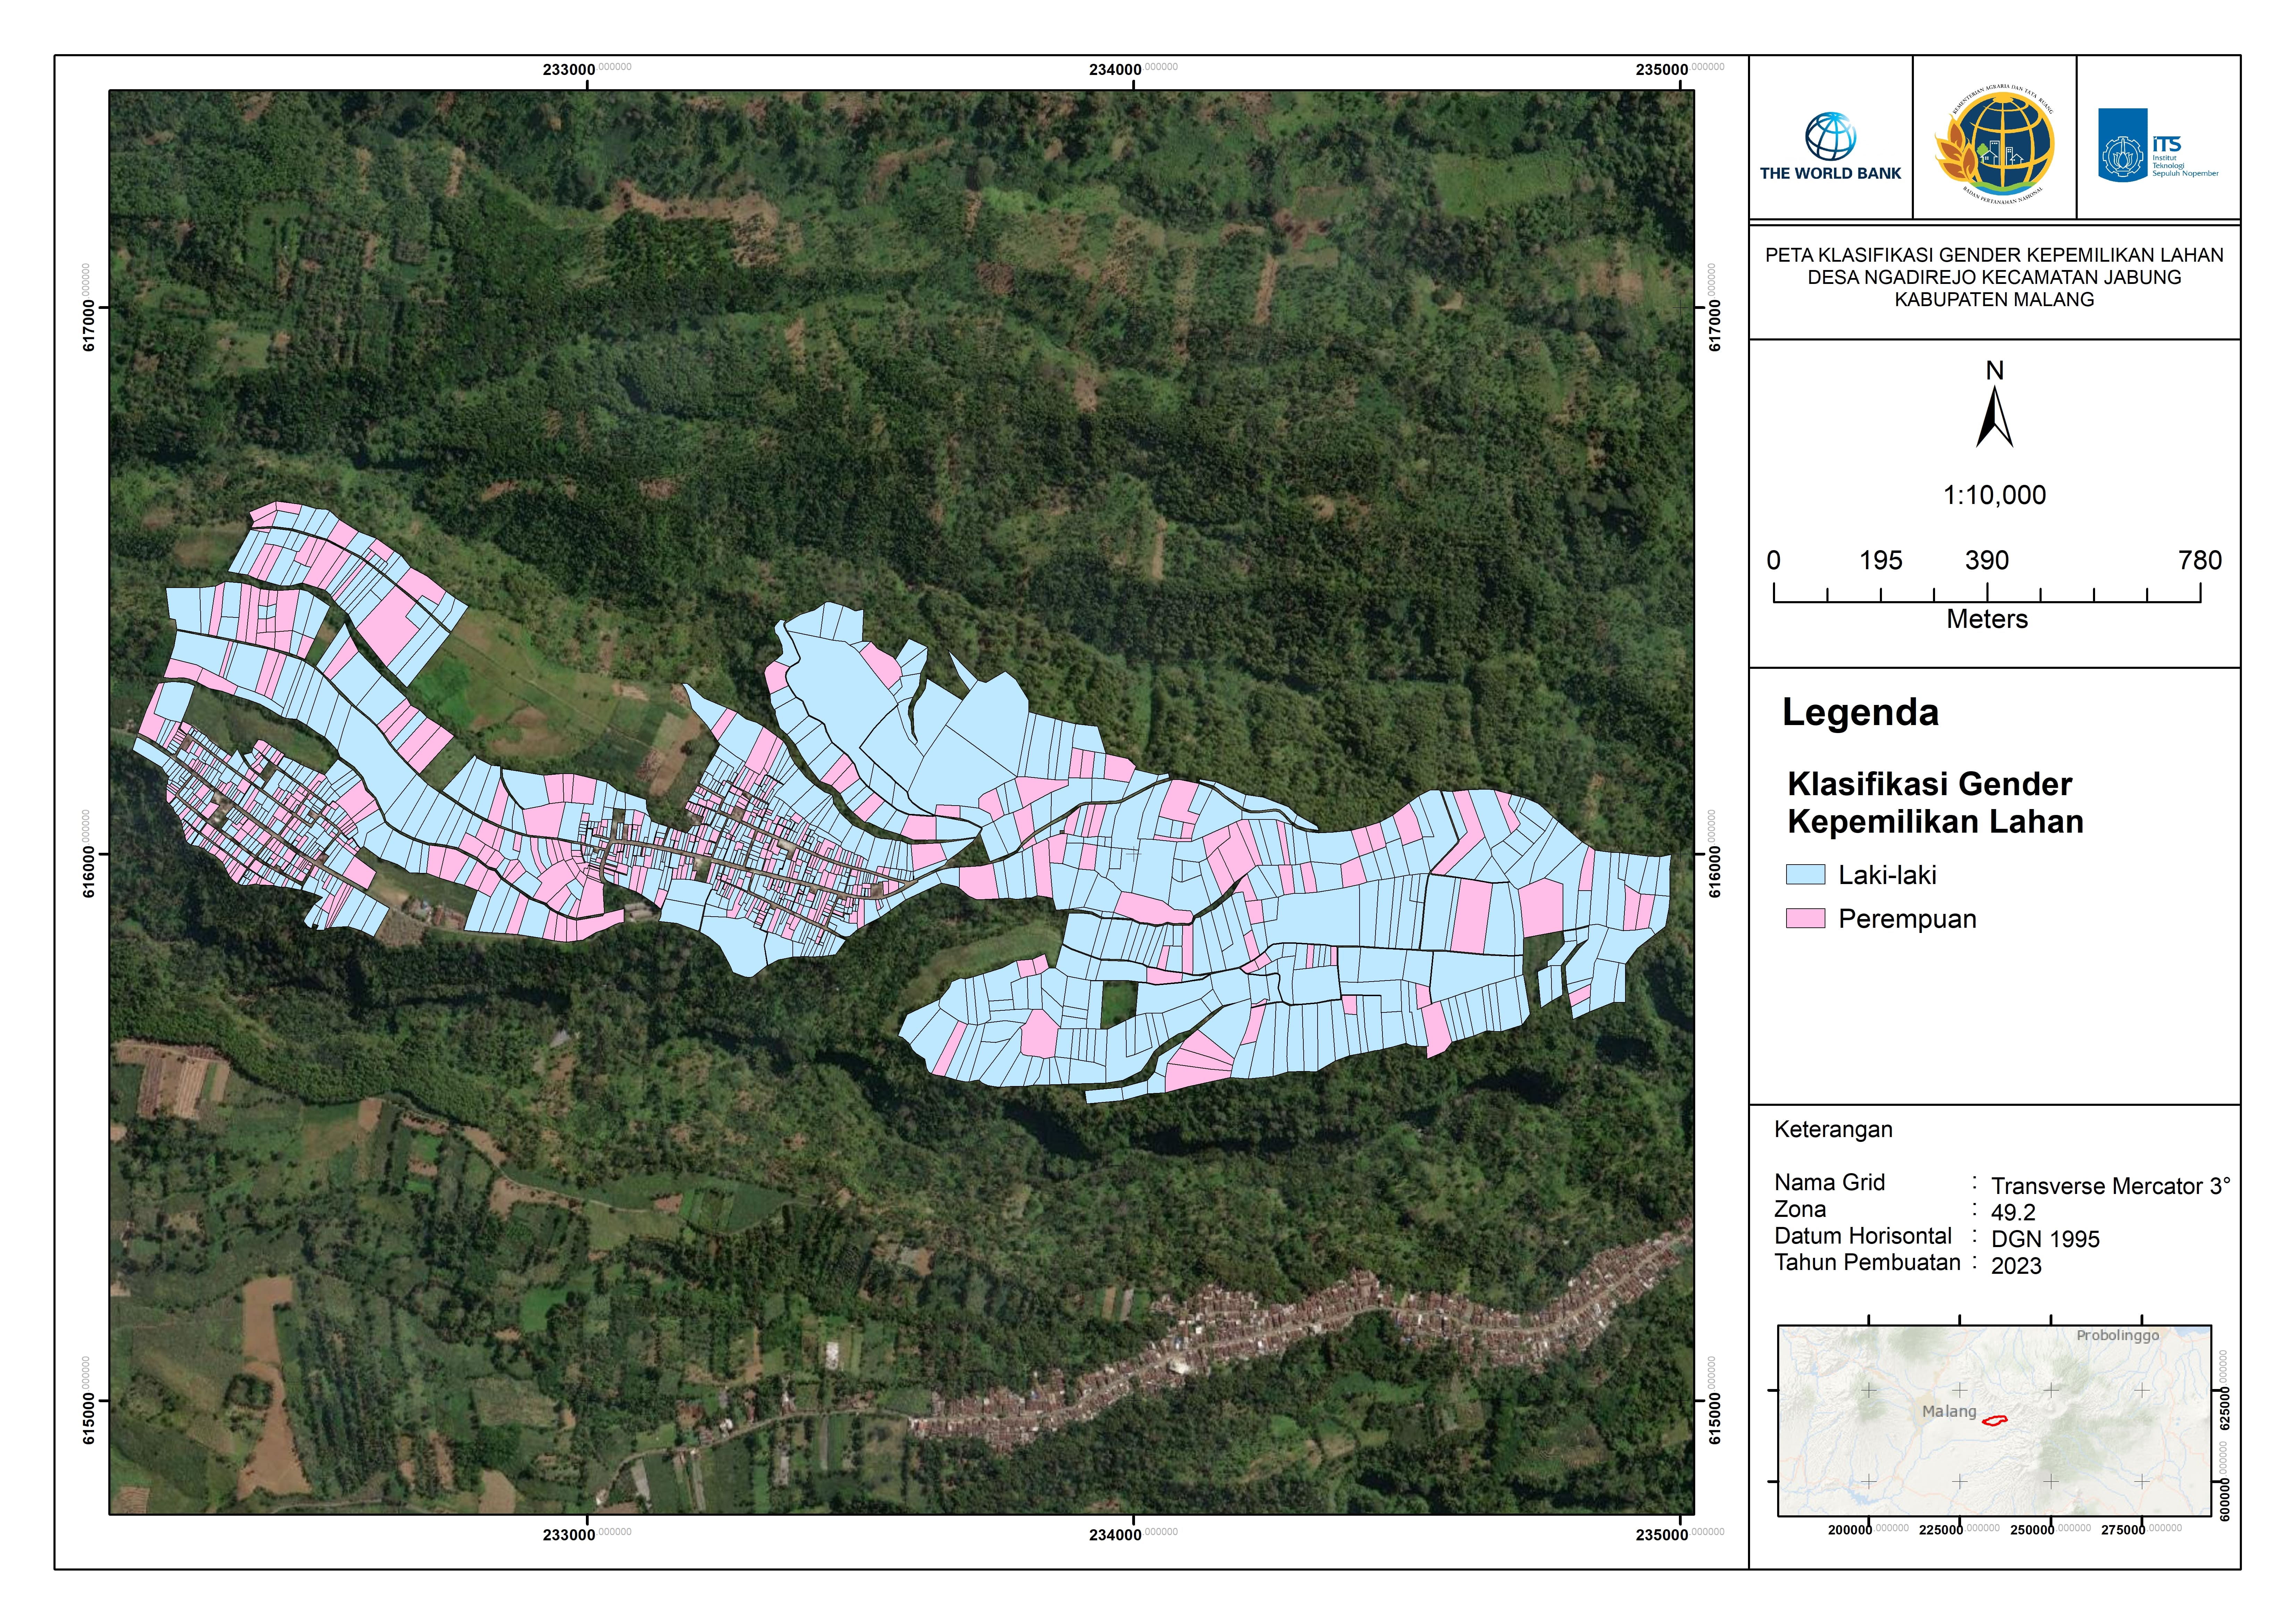 233000.000000
234000.000000
235000.000000
617000.000000
616000.000000
615000.000000
617000.000000
616000.000000
615000.000000
233000.000000
234000.000000
235000.000000
THE WORLD BANK
KEMENTERIAN AGRARIA DAN TATA RUANG
BADAN PERTANAHAN NASIONAL
ITS
Institut
Teknologi
Sepuluh Nopember
PETA KLASIFIKASI GENDER KEPEMILIKAN LAHAN
DESA NGADIREJO KECAMATAN JABUNG
KABUPATEN MALANG
N
1:10,000
0 195 390 780
Meters
Legenda
Klasifikasi Gender
Kepemilikan Lahan
Laki-laki
Perempuan
Keterangan
Nama Grid : Transverse Mercator 3°
Zona : 49.2
Datum Horisontal : DGN 1995
Tahun Pembuatan : 2023
Probolinggo
Malang
625000.000000
600000.000000
200000.000000 225000.000000 250000.000000 275000.000000